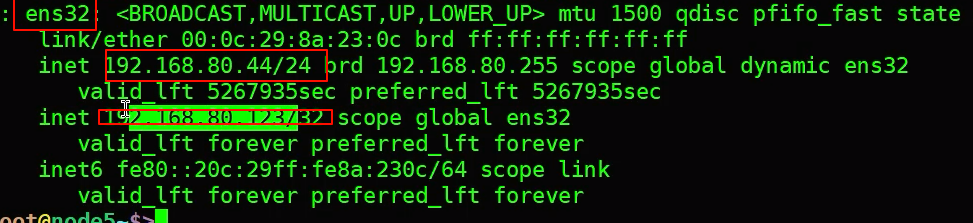 : ens32: <BROADCAST,MULTICAST,UP,LOWER_UP> mtu 1500 qdisc pfifo_fast state
link/ether 00:0c:29:8a:23:0c brd ff:ff:ff:ff:ff:ff
inet 192.168.80.44/24 brd 192.168.80.255 scope global dynamic ens32
valid_lft 5267935sec preferred_lft 5267935sec
inet 192.168.80.123/32 scope global ens32
valid_lft forever preferred_lft forever
inet6 fe80::20c:29ff:fe8a:230c/64 scope link
valid_lft forever preferred_lft forever
oot@node5~$>